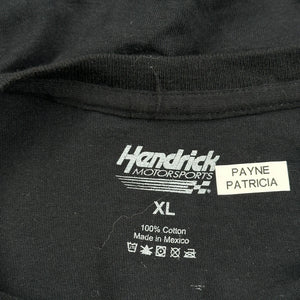 Hendrick
MOTORSPORTS
PAYNE
PATRICIA
XL
100% Cotton
Made in Mexico